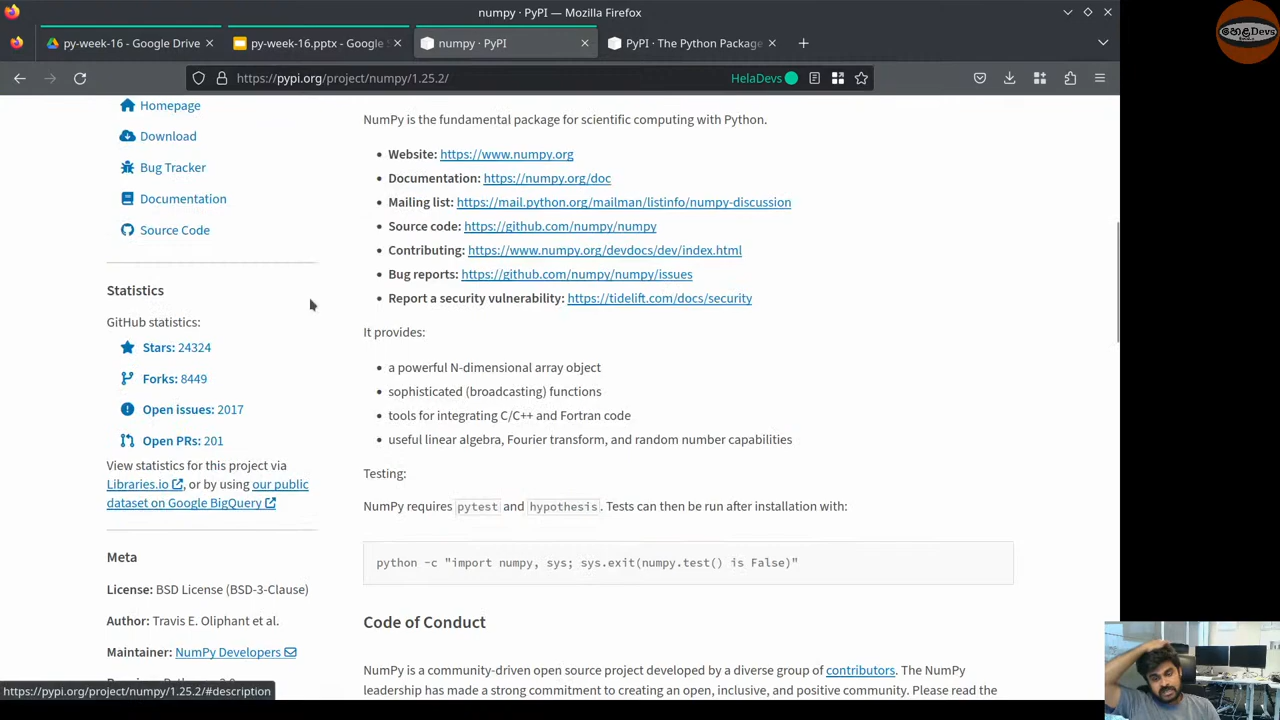 numpy · PyPI — Mozilla Firefox
py-week-16 - Google Drive
py-week-16.pptx - Google
numpy · PyPI
PyPI · The Python Package
https://pypi.org/project/numpy/1.25.2/
HelaDevs
හෙළDevs
Homepage
Download
Bug Tracker
Documentation
Source Code
Statistics
GitHub statistics:
Stars: 24324
Forks: 8449
Open issues: 2017
Open PRs: 201
View statistics for this project via
Libraries.io, or by using our public
dataset on Google BigQuery
Meta
License: BSD License (BSD-3-Clause)
Author: Travis E. Oliphant et al.
Maintainer: NumPy Developers
https://pypi.org/project/numpy/1.25.2/#description
NumPy is the fundamental package for scientific computing with Python.
Website: https://www.numpy.org
Documentation: https://numpy.org/doc
Mailing list: https://mail.python.org/mailman/listinfo/numpy-discussion
Source code: https://github.com/numpy/numpy
Contributing: https://www.numpy.org/devdocs/dev/index.html
Bug reports: https://github.com/numpy/numpy/issues
Report a security vulnerability: https://tidelift.com/docs/security
It provides:
a powerful N-dimensional array object
sophisticated (broadcasting) functions
tools for integrating C/C++ and Fortran code
useful linear algebra, Fourier transform, and random number capabilities
Testing:
NumPy requires pytest and hypothesis. Tests can then be run after installation with:
python -c "import numpy, sys; sys.exit(numpy.test() is False)"
Code of Conduct
NumPy is a community-driven open source project developed by a diverse group of contributors. The NumPy
leadership has made a strong commitment to creating an open, inclusive, and positive community. Please read the